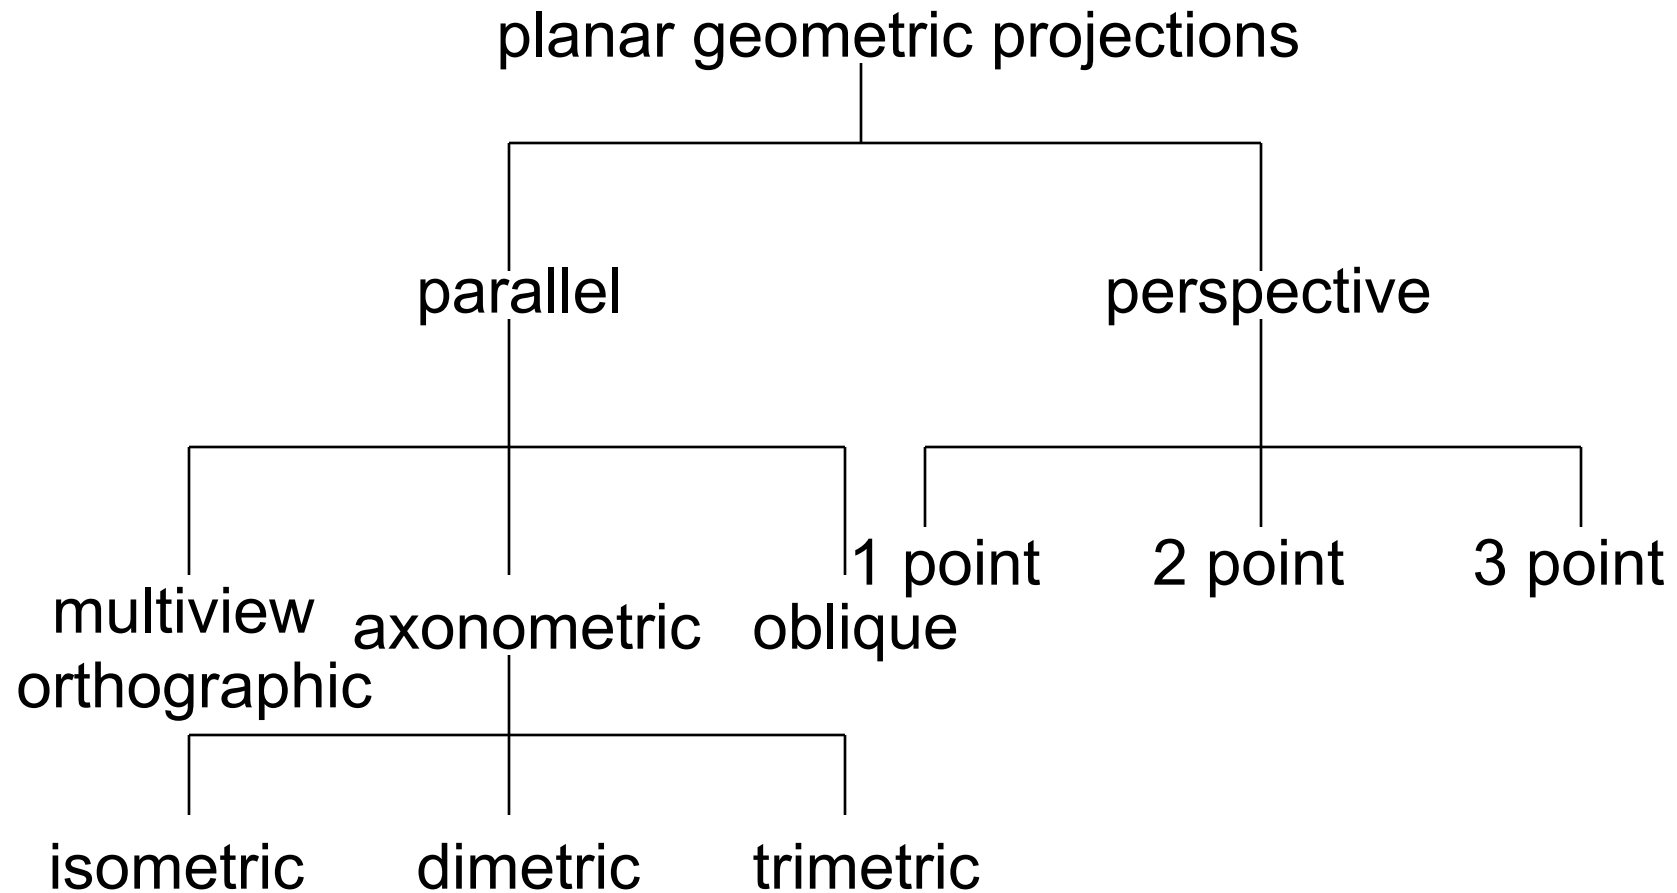 planar geometric projections
parallel
perspective
1 point
2 point
3 point
multiview
orthographic
axonometric
oblique
isometric
dimetric
trimetric